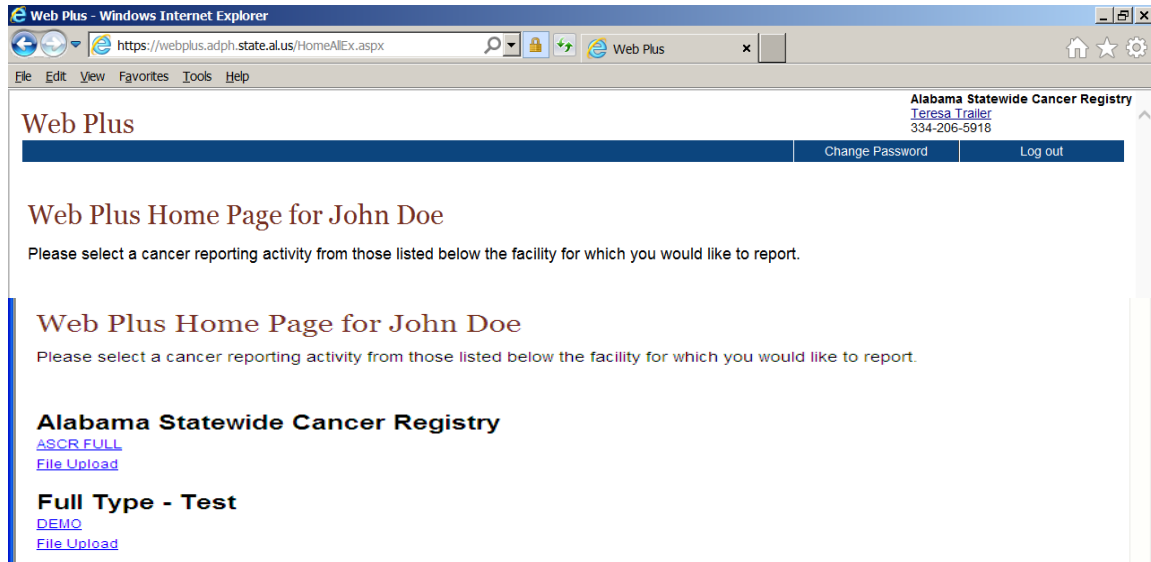 Web Plus - Windows Internet Explorer
https://webplus.adph.state.al.us/HomeAllEx.aspx
Web Plus
File Edit View Favorites Tools Help
Alabama Statewide Cancer Registry
Teresa Trailer
334-206-5918
Web Plus
Change Password Log out
Web Plus Home Page for John Doe
Please select a cancer reporting activity from those listed below the facility for which you would like to report.
Web Plus Home Page for John Doe
Please select a cancer reporting activity from those listed below the facility for which you would like to report.
Alabama Statewide Cancer Registry
ASCR FULL
File Upload
Full Type - Test
DEMO
File Upload